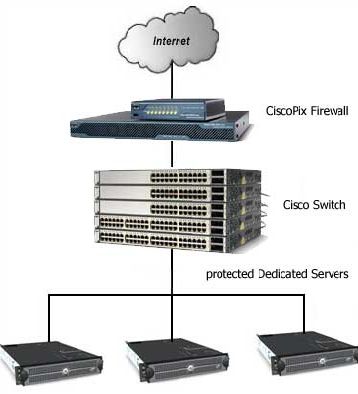 Internet
CiscoPix Firewall
Cisco Switch
protected Dedicated Servers